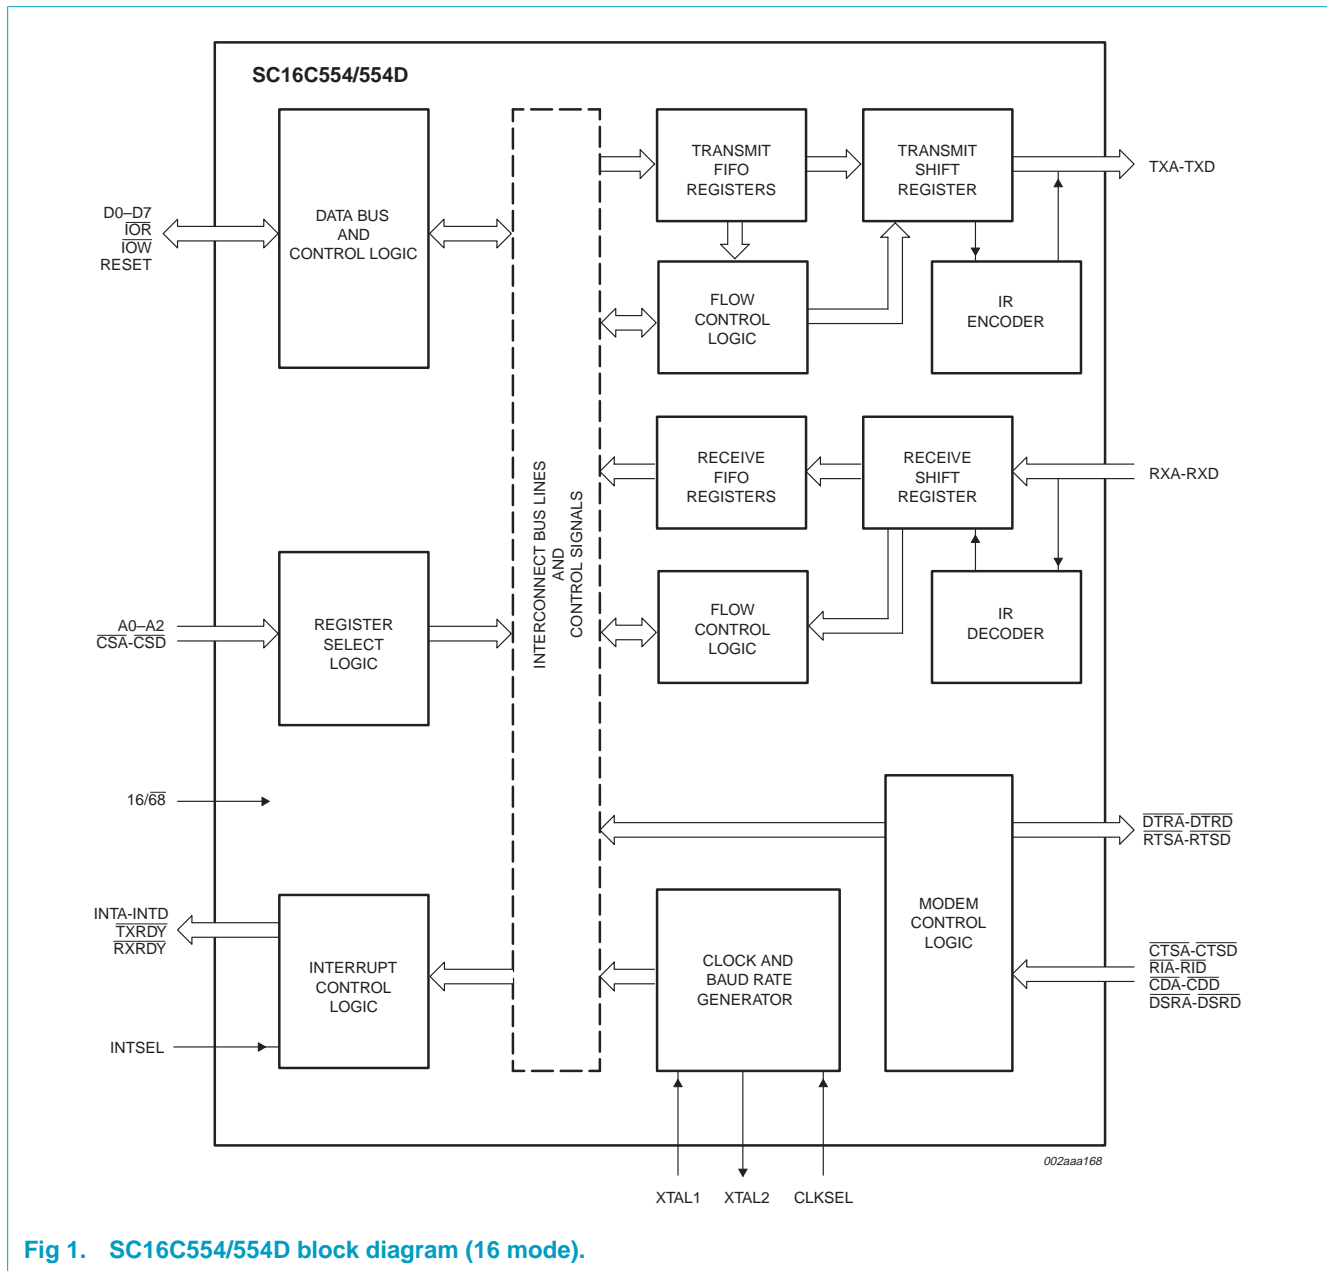 SC16C554/554D
DATA BUS
AND
CONTROL LOGIC
D0–D7
IOR
IOW
RESET
TRANSMIT
FIFO
REGISTERS
TRANSMIT
SHIFT
REGISTER
TXA-TXD
FLOW
CONTROL
LOGIC
IR
ENCODER
INTERCONNECT BUS LINES
AND
CONTROL SIGNALS
RECEIVE
FIFO
REGISTERS
RECEIVE
SHIFT
REGISTER
RXA-RXD
FLOW
CONTROL
LOGIC
IR
DECODER
A0–A2
CSA-CSD
REGISTER
SELECT
LOGIC
16/68
DTRA-DTRD
RTSA-RTSD
MODEM
CONTROL
LOGIC
CTSA-CTSD
RIA-RID
CDA-CDD
DSRA-DSRD
INTA-INTD
TXRDY
RXRDY
INTERRUPT
CONTROL
LOGIC
INTSEL
CLOCK AND
BAUD RATE
GENERATOR
XTAL1
XTAL2
CLKSEL
002aaa168
Fig 1. SC16C554/554D block diagram (16 mode).